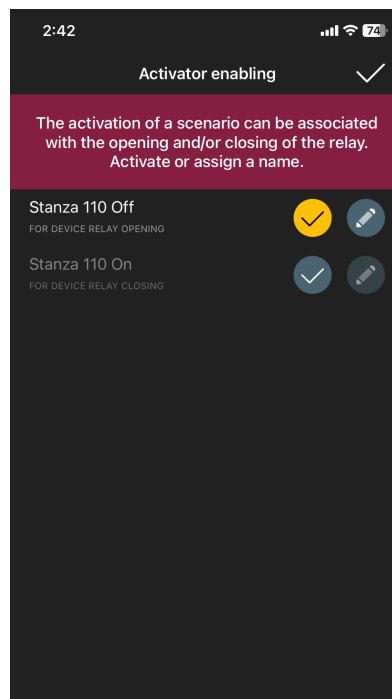 2:42
74
Activator enabling
The activation of a scenario can be associated
with the opening and/or closing of the relay.
Activate or assign a name.
Stanza 110 Off
FOR DEVICE RELAY OPENING
Stanza 110 On
FOR DEVICE RELAY CLOSING